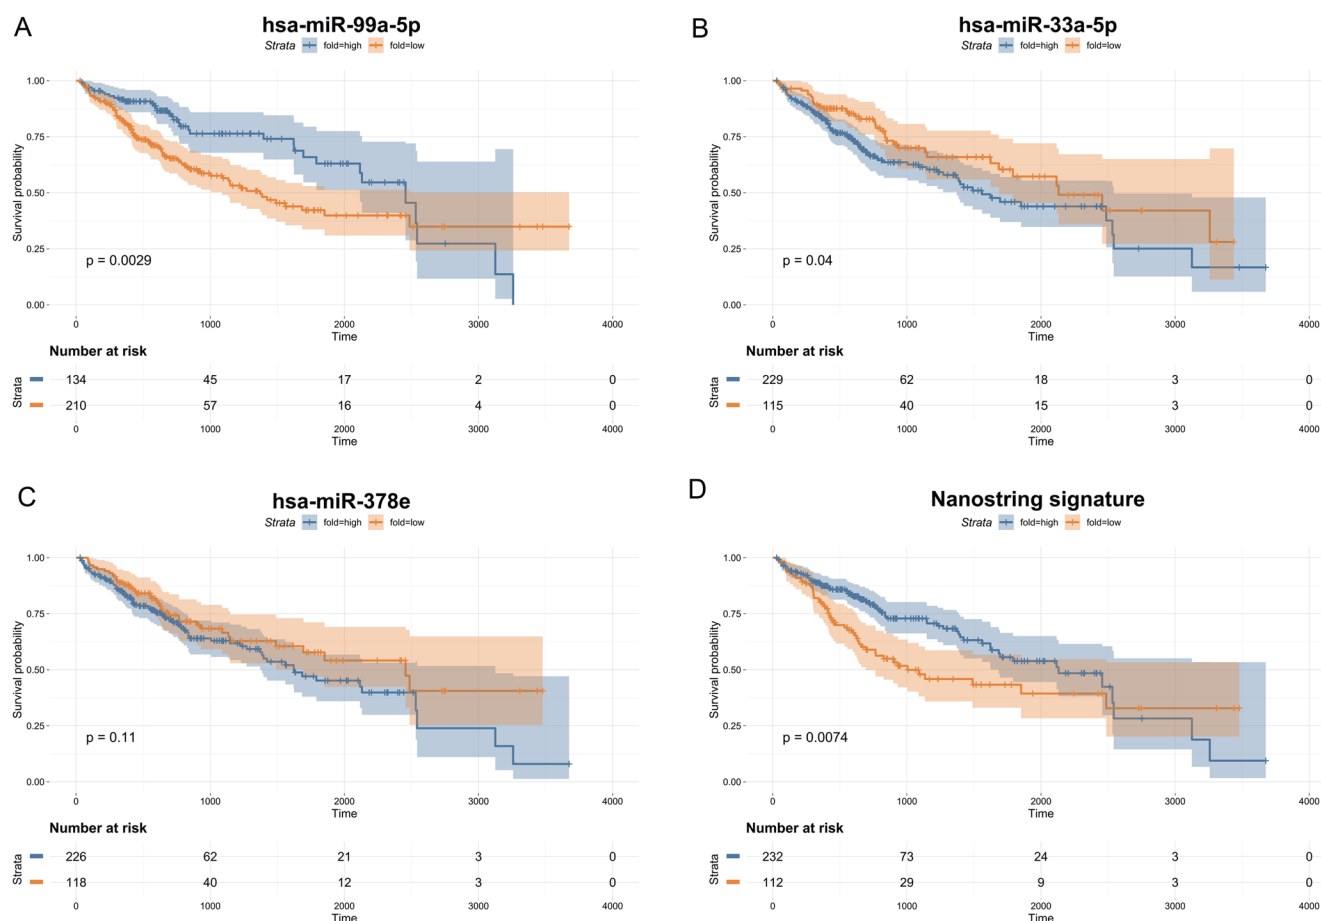 A
hsa-miR-99a-5p
Strata fold=high fold=low
Survival probability
1.00
0.75
0.50
0.25
0.00
p = 0.0029
0 1000 2000 3000 4000
Time
Number at risk
Strata
134 45 17 2 0
210 57 16 4 0
0 1000 2000 3000 4000
Time
B
hsa-miR-33a-5p
Strata fold=high fold=low
Survival probability
1.00
0.75
0.50
0.25
0.00
p = 0.04
0 1000 2000 3000 4000
Time
Number at risk
Strata
229 62 18 3 0
115 40 15 3 0
0 1000 2000 3000 4000
Time
C
hsa-miR-378e
Strata fold=high fold=low
Survival probability
1.00
0.75
0.50
0.25
0.00
p = 0.11
0 1000 2000 3000 4000
Time
Number at risk
Strata
226 62 21 3 0
118 40 12 3 0
0 1000 2000 3000 4000
Time
D
Nanostring signature
Strata fold=high fold=low
Survival probability
1.00
0.75
0.50
0.25
0.00
p = 0.0074
0 1000 2000 3000 4000
Time
Number at risk
Strata
232 73 24 3 0
112 29 9 3 0
0 1000 2000 3000 4000
Time